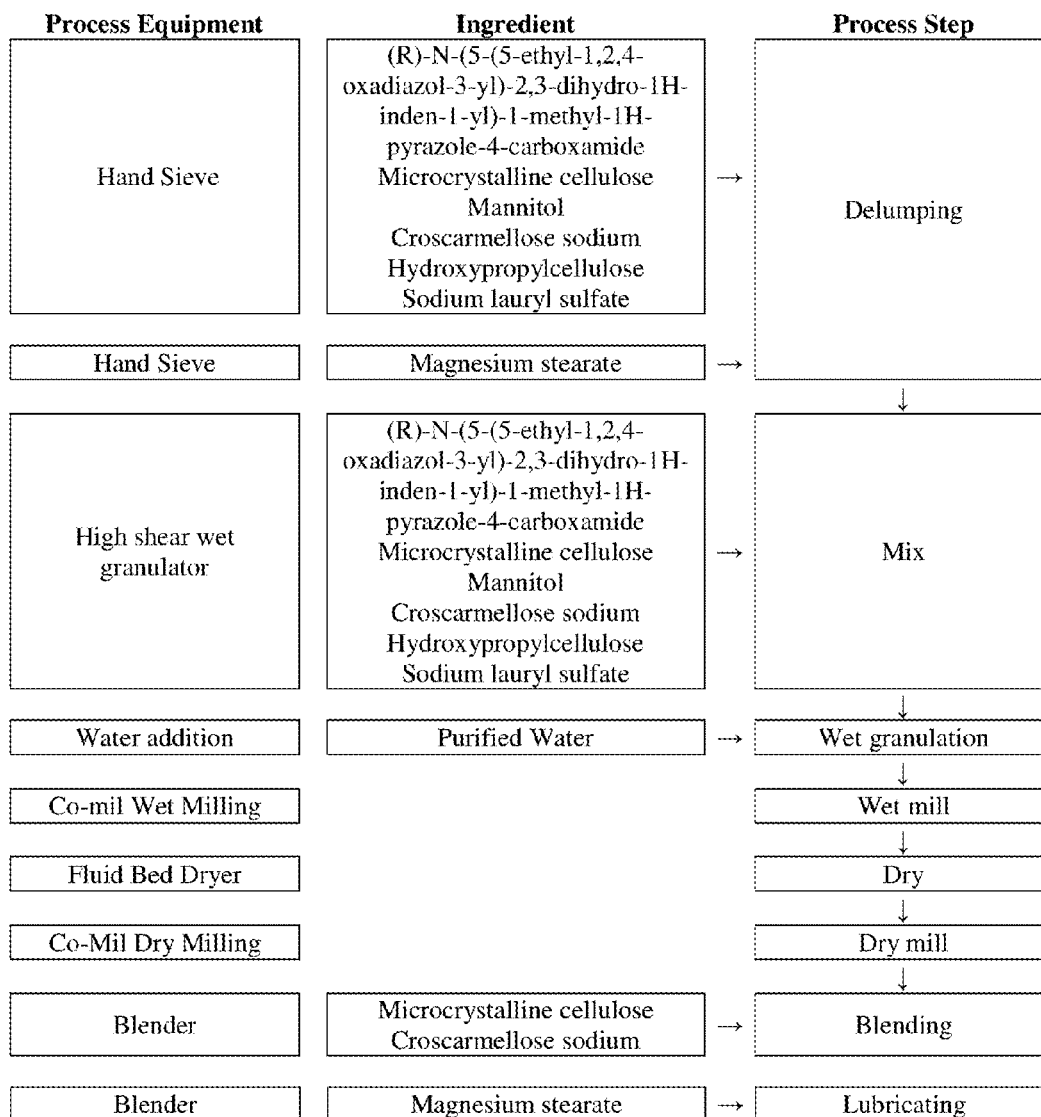 Process Equipment
Ingredient
Process Step
Hand Sieve
(R)-N-(5-(5-ethyl-1,2,4-
oxadiazol-3-yl)-2,3-dihydro-1H-
inden-1-yl)-1-methyl-1H-
pyrazole-4-carboxamide
Microcrystalline cellulose
Mannitol
Croscarmellose sodium
Hydroxypropylcellulose
Sodium lauryl sulfate
→
Delumping
Hand Sieve
Magnesium stearate
→
↓
High shear wet
granulator
(R)-N-(5-(5-ethyl-1,2,4-
oxadiazol-3-yl)-2,3-dihydro-1H-
inden-1-yl)-1-methyl-1H-
pyrazole-4-carboxamide
Microcrystalline cellulose
Mannitol
Croscarmellose sodium
Hydroxypropylcellulose
Sodium lauryl sulfate
→
Mix
↓
Water addition
Purified Water
→
Wet granulation
↓
Co-mil Wet Milling
Wet mill
↓
Fluid Bed Dryer
Dry
↓
Co-Mil Dry Milling
Dry mill
↓
Blender
Microcrystalline cellulose
Croscarmellose sodium
→
Blending
Blender
Magnesium stearate
→
Lubricating